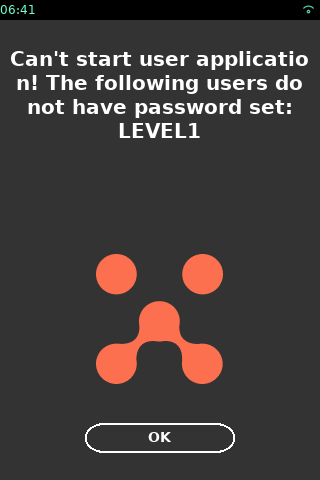 06:41
Can't start user applicatio
n! The following users do
not have password set:
LEVEL1
OK